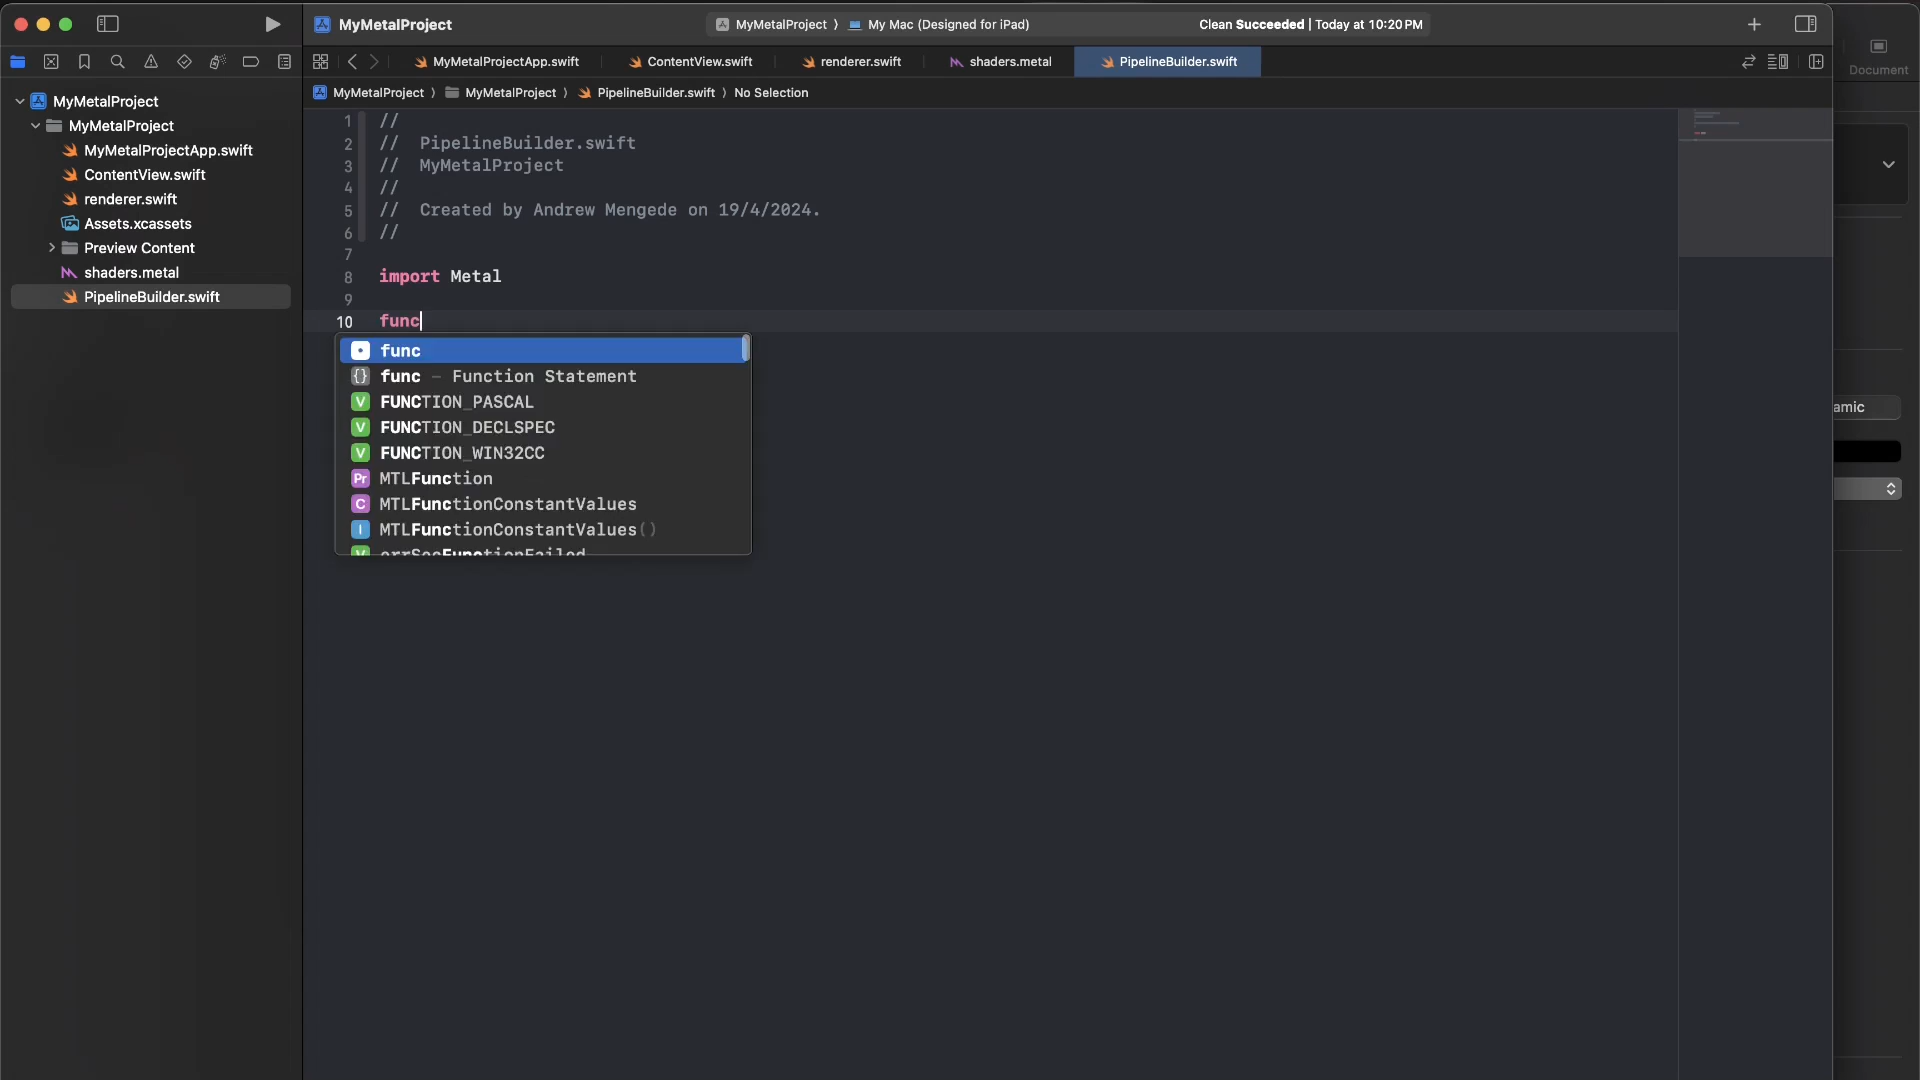 MyMetalProject
MyMetalProject 〉 My Mac (Designed for iPad)
Clean Succeeded | Today at 10:20 PM
Document
MyMetalProjectApp.swift
ContentView.swift
renderer.swift
shaders.metal
PipelineBuilder.swift
MyMetalProject 〉 MyMetalProject 〉 PipelineBuilder.swift 〉 No Selection
MyMetalProject
MyMetalProject
MyMetalProjectApp.swift
ContentView.swift
renderer.swift
Assets.xcassets
Preview Content
shaders.metal
PipelineBuilder.swift
1 //
2 // PipelineBuilder.swift
3 // MyMetalProject
4 //
5 // Created by Andrew Mengede on 19/4/2024.
6 //
7
8 import Metal
9
10 func
func
{} func – Function Statement
V FUNCTION_PASCAL
V FUNCTION_DECLSPEC
V FUNCTION_WIN32CC
Pr MTLFunction
C MTLFunctionConstantValues
I MTLFunctionConstantValues()
V errSecFunctionFailed
amic